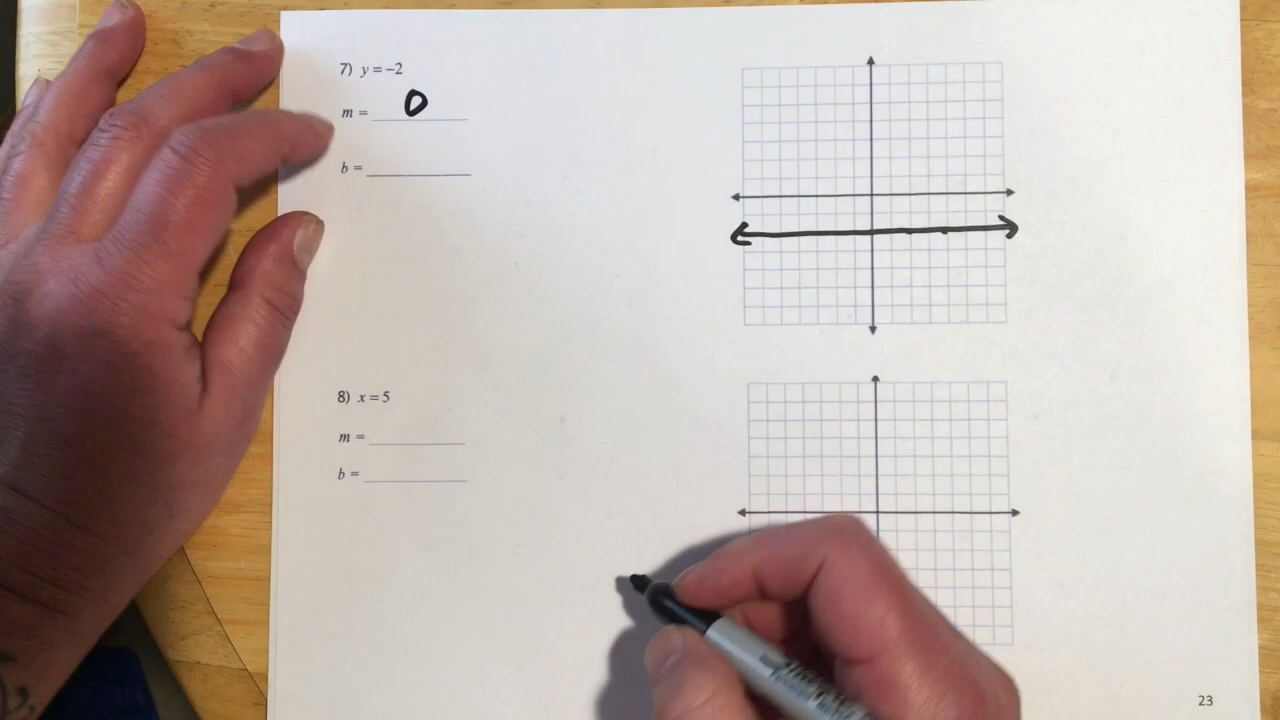 7) y = –2
m = 0
b =
8) x = 5
m =
b =
23